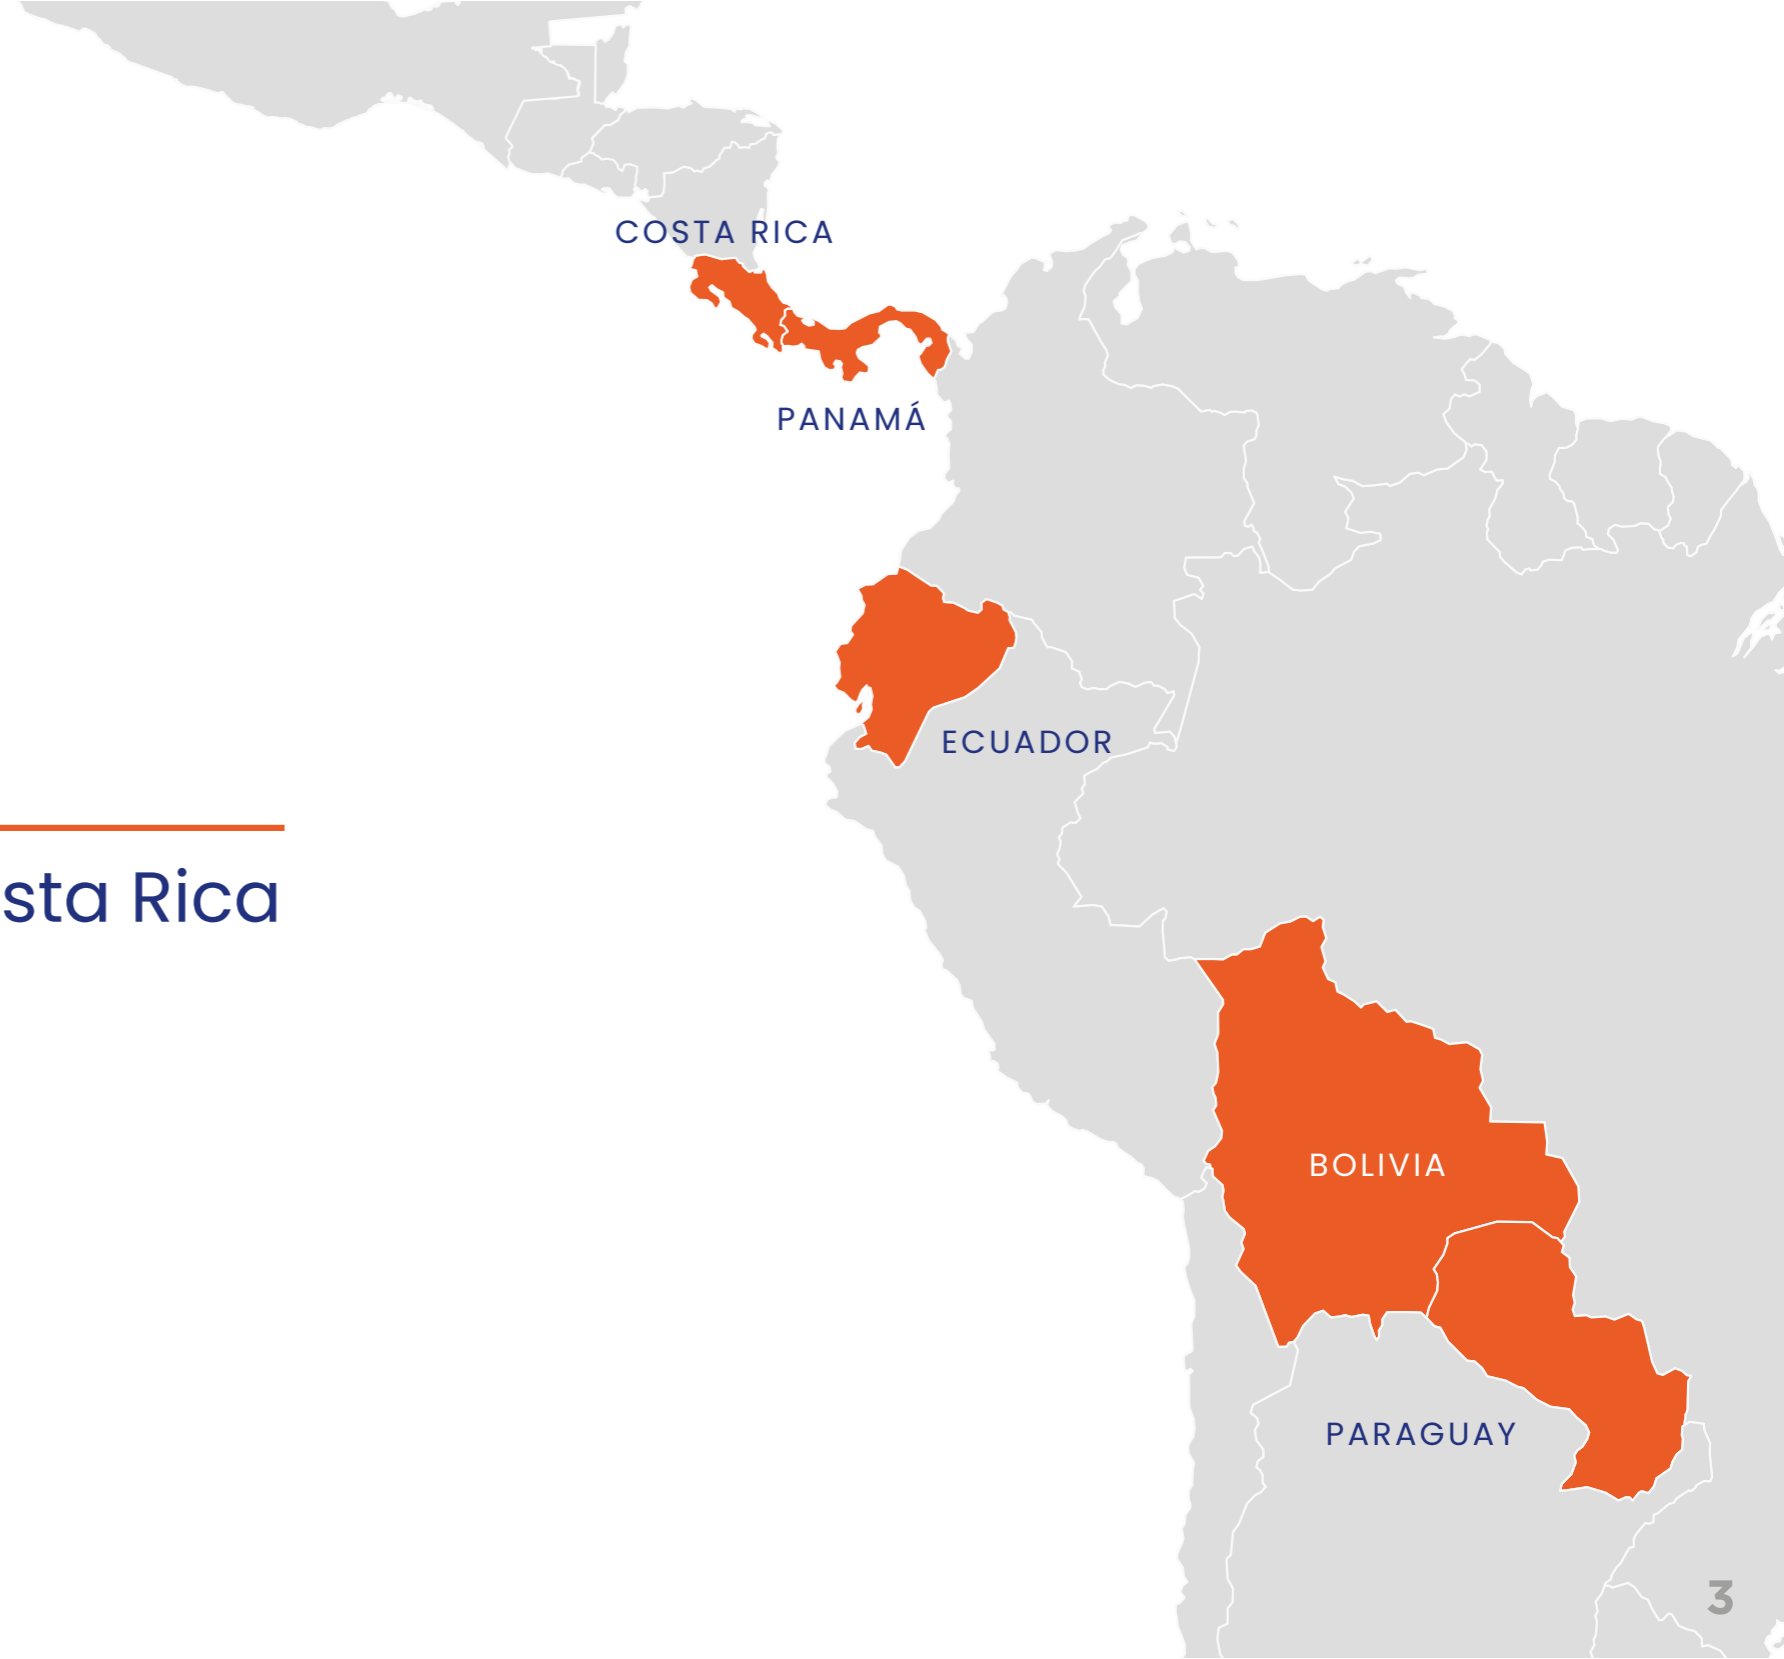 COSTA RICA
PANAMÁ
ECUADOR
sta Rica
BOLIVIA
PARAGUAY
3